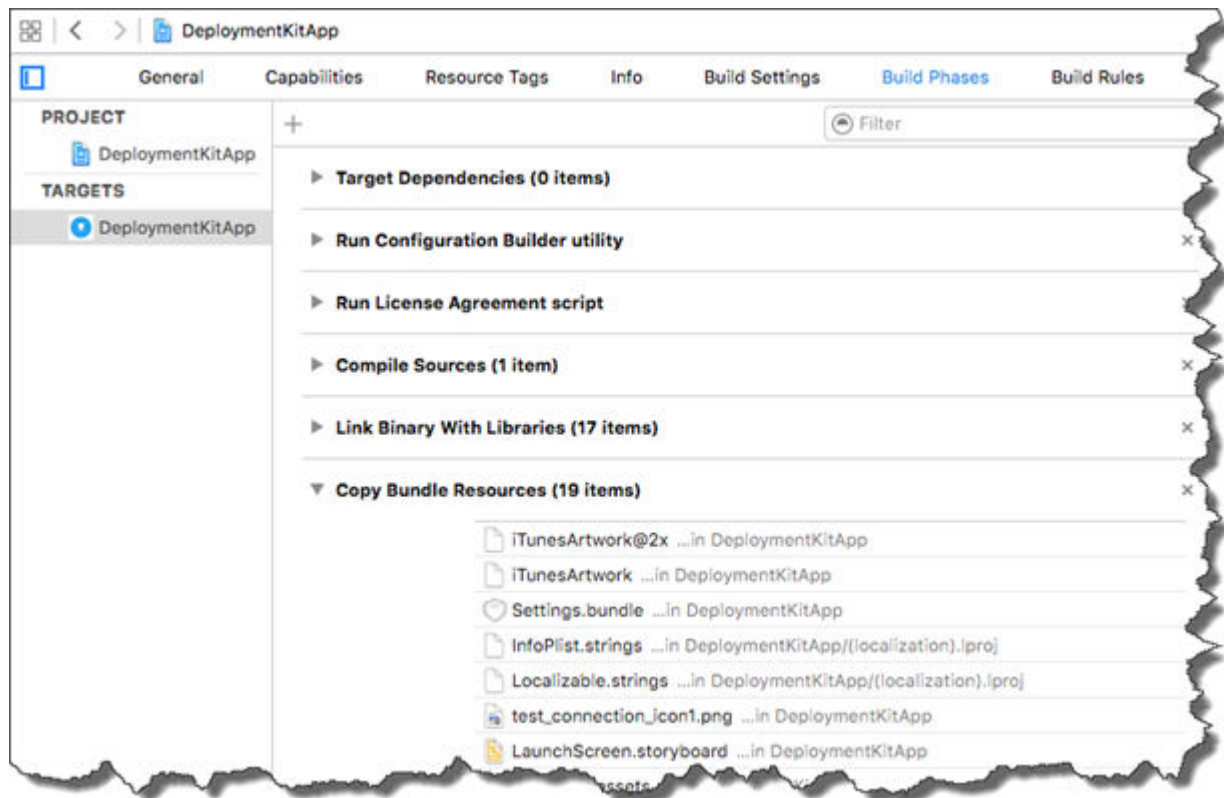 DeploymentKitApp
General Capabilities Resource Tags Info Build Settings Build Phases Build Rules
PROJECT
Filter
DeploymentKitApp
Target Dependencies (0 items)
TARGETS
DeploymentKitApp
Run Configuration Builder utility
Run License Agreement script
Compile Sources (1 item)
Link Binary With Libraries (17 items)
Copy Bundle Resources (19 items)
iTunesArtwork@2x ...in DeploymentKitApp
iTunesArtwork ...in DeploymentKitApp
Settings.bundle ...in DeploymentKitApp
InfoPlist.strings ...in DeploymentKitApp/(localization).lproj
Localizable.strings ...in DeploymentKitApp/(localization).lproj
test_connection_icon1.png ...in DeploymentKitApp
LaunchScreen.storyboard ...in DeploymentKitApp